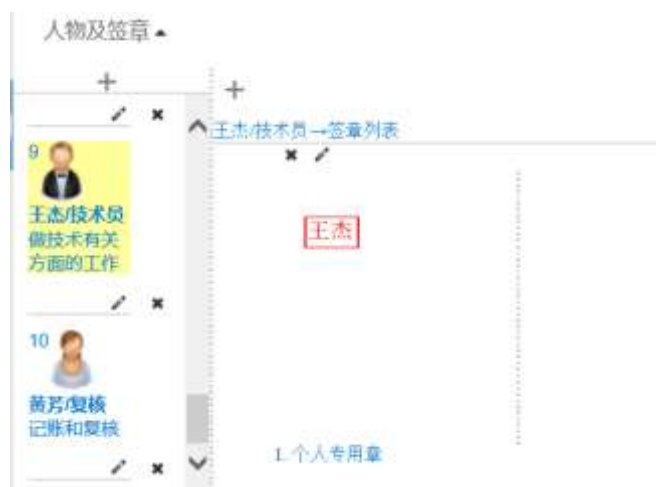 人物及签章
9
王杰/技术员
做技术有关
方面的工作
10
黄芳/复核
记账和复核
王杰/技术员→签章列表
王杰
1.个人专用章